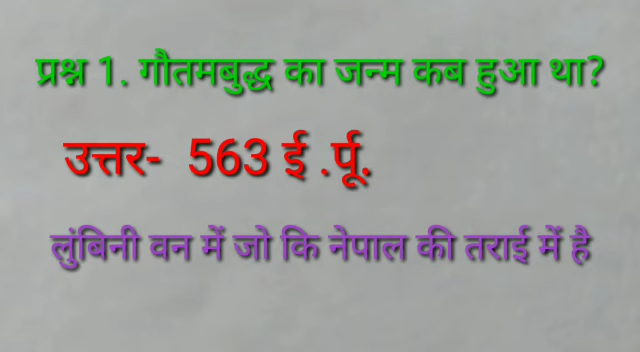 प्रश्न 1. गौतमबुद्ध का जन्म कब हुआ था?
उत्तर- 563 ई .र्पू.
लुंबिनी वन में जो कि नेपाल की तराई में है